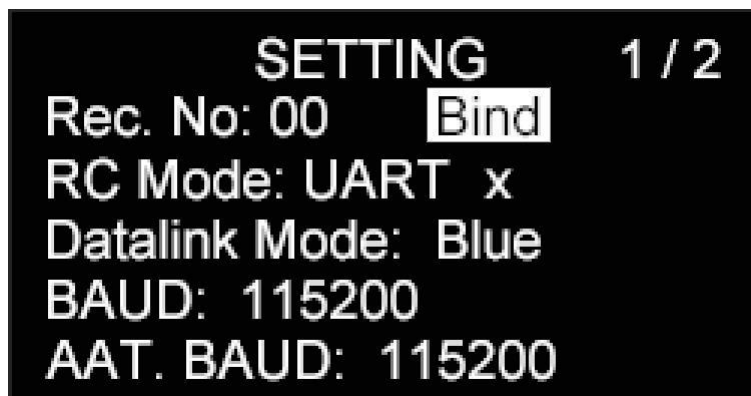 SETTING 1 / 2
Rec. No: 00 Bind
RC Mode: UART x
Datalink Mode: Blue
BAUD: 115200
AAT. BAUD: 115200